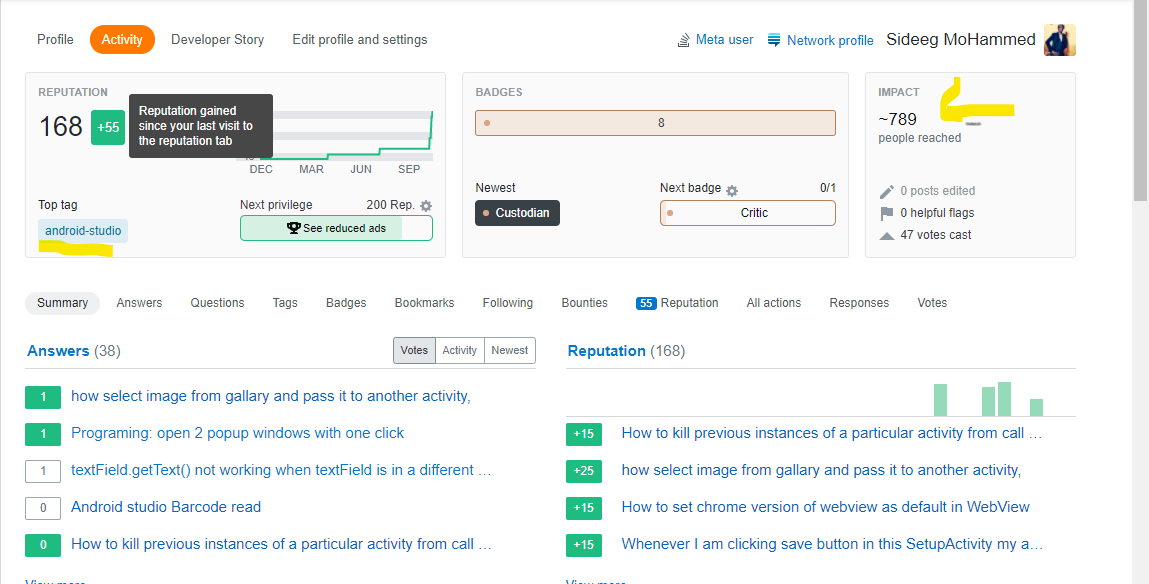 Profile Activity Developer Story Edit profile and settings Meta user Network profile Sideeg MoHammed
REPUTATION
168 +55
Reputation gained
since your last visit to
the reputation tab
DEC MAR JUN SEP
Top tag
android-studio
Next privilege 200 Rep.
See reduced ads
BADGES
8
Newest
Custodian
Next badge 0/1
Critic
IMPACT
~789
people reached
0 posts edited
0 helpful flags
47 votes cast
Summary Answers Questions Tags Badges Bookmarks Following Bounties 55 Reputation All actions Responses Votes
Answers (38) Votes Activity Newest
1 how select image from gallary and pass it to another activity,
1 Programing: open 2 popup windows with one click
1 textField.getText() not working when textField is in a different …
0 Android studio Barcode read
0 How to kill previous instances of a particular activity from call …
View more
Reputation (168)
+15 How to kill previous instances of a particular activity from call …
+25 how select image from gallary and pass it to another activity,
+15 How to set chrome version of webview as default in WebView
+15 Whenever I am clicking save button in this SetupActivity my a…
View more